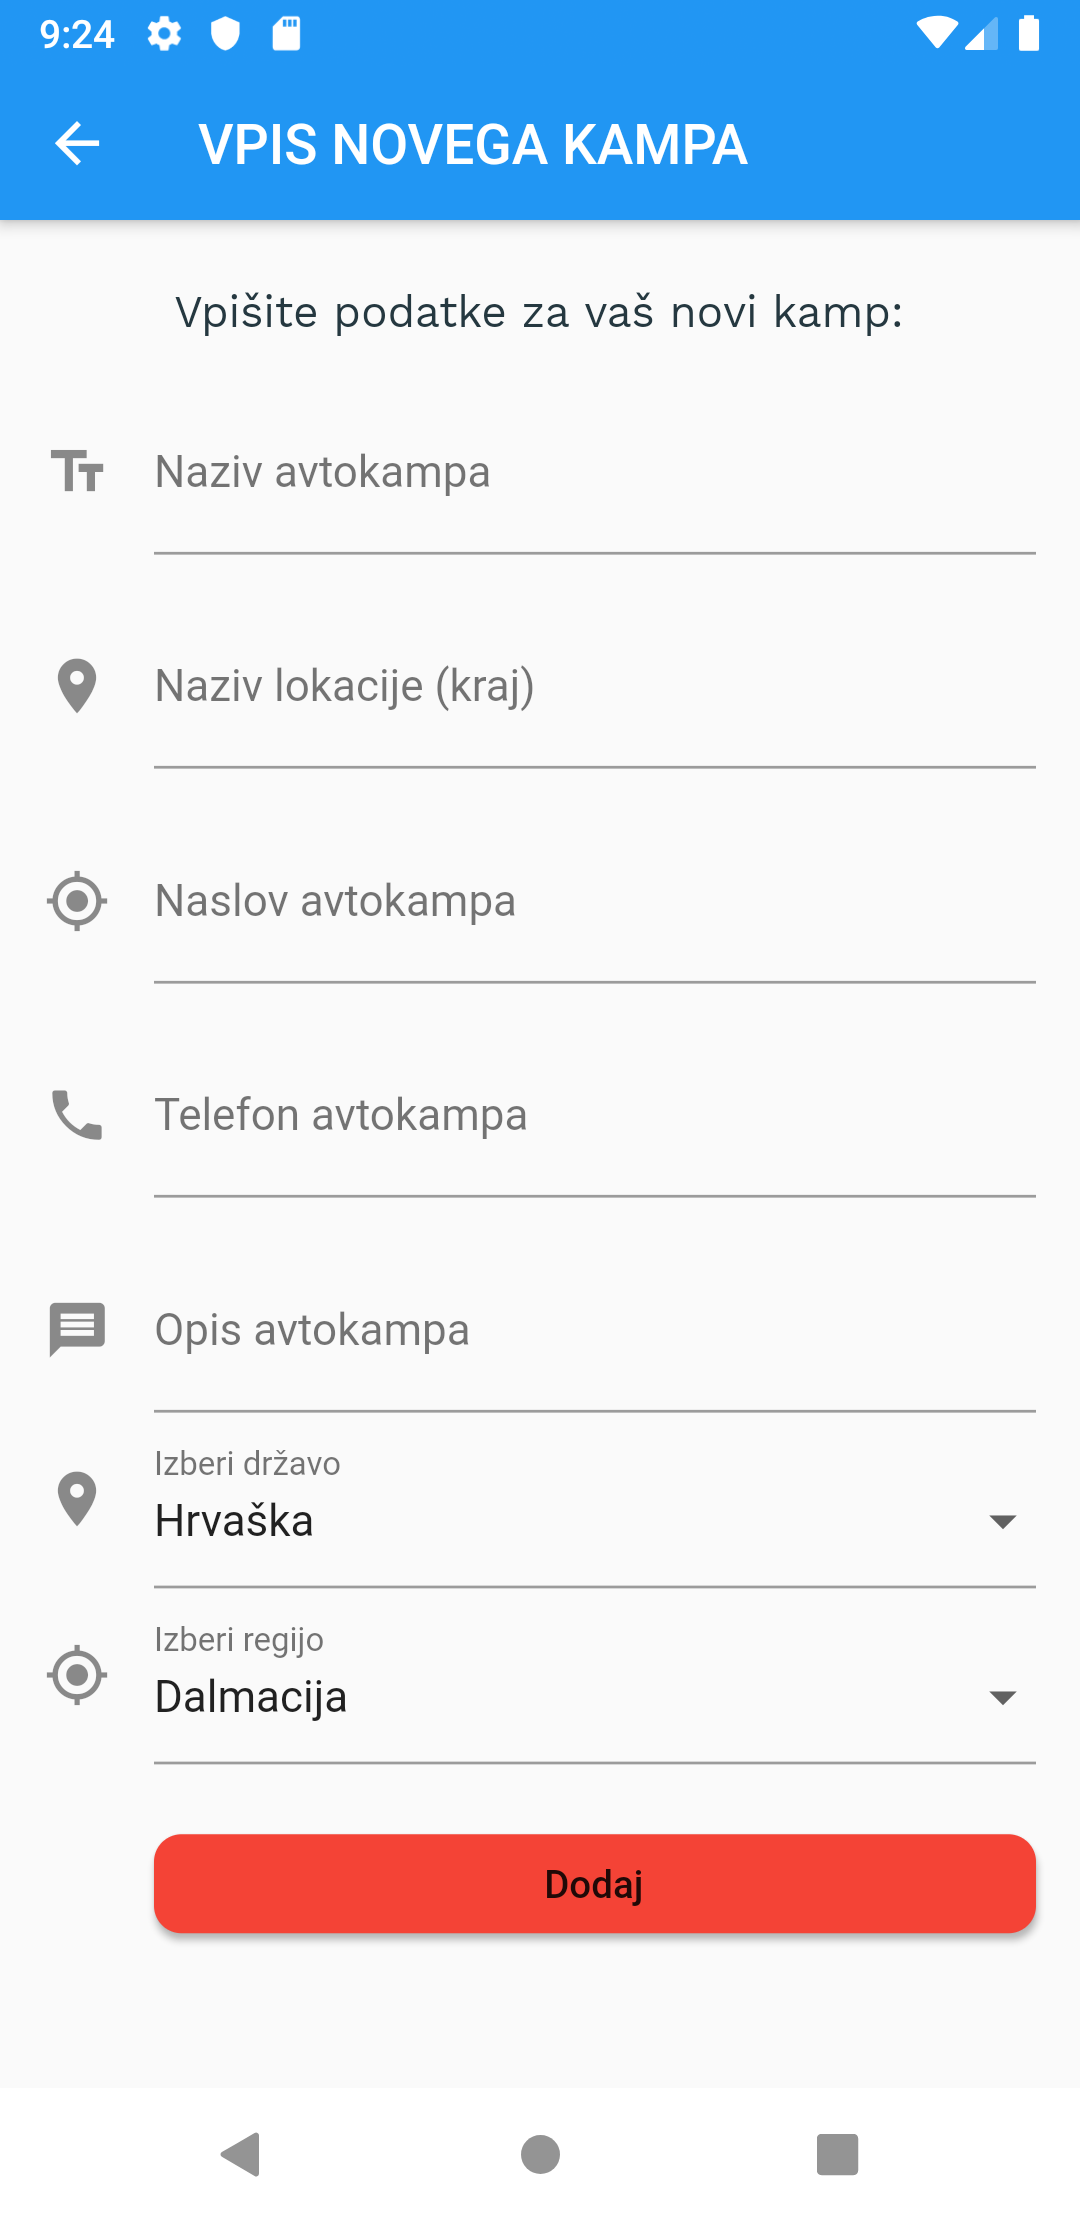 9:24
VPIS NOVEGA KAMPA
Vpišite podatke za vaš novi kamp:
Naziv avtokampa
Naziv lokacije (kraj)
Naslov avtokampa
Telefon avtokampa
Opis avtokampa
Izberi državo
Hrvaška
Izberi regijo
Dalmacija
Dodaj